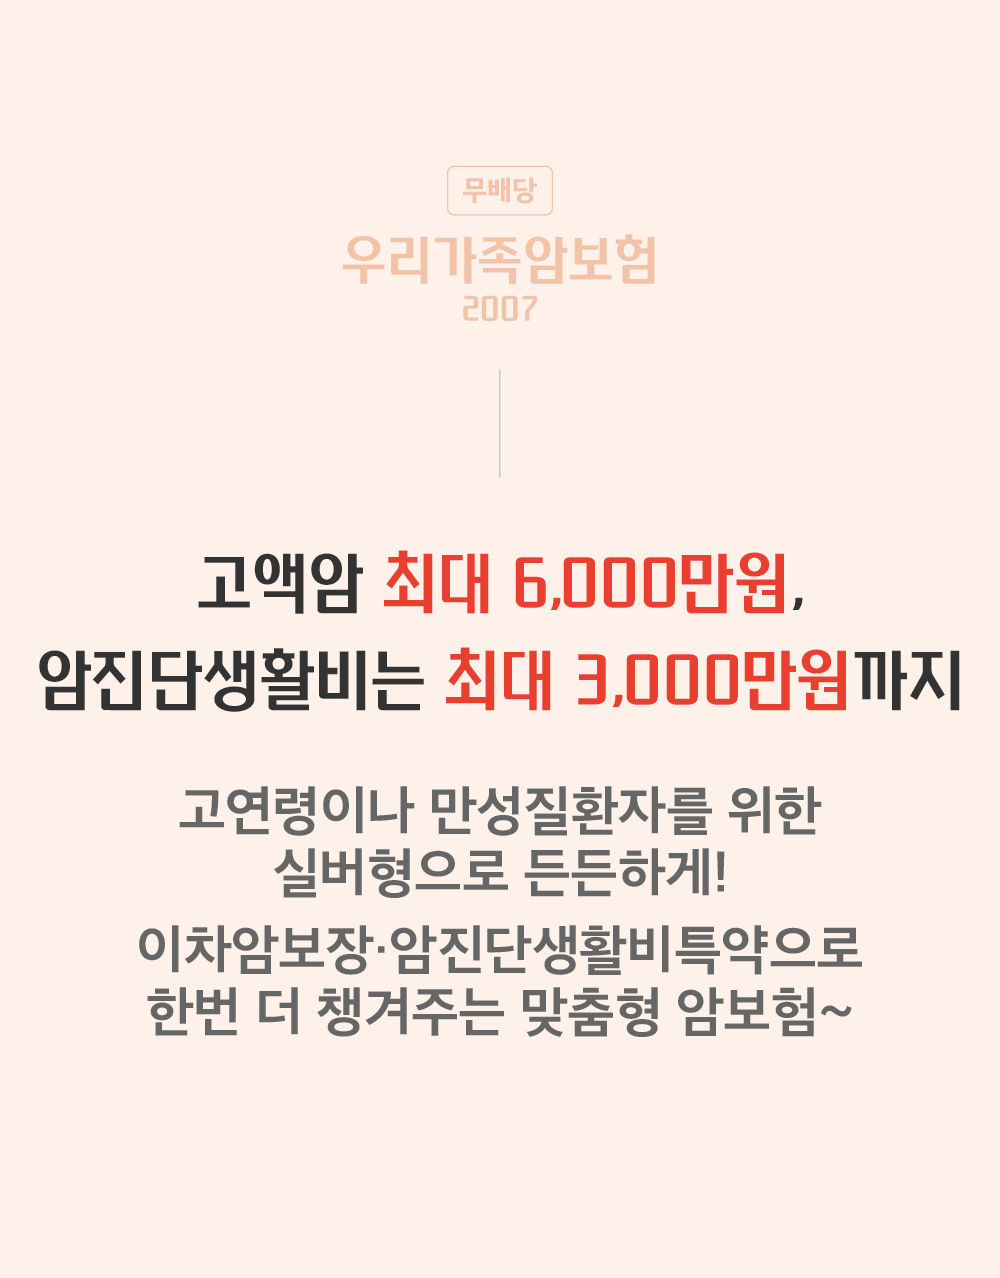 무배당
우리가족암보험
2007
고액암 최대 6,000만원,
암진단생활비는 최대 3,000만원까지
고연령이나 만성질환자를 위한
실버형으로 든든하게!
이차암보장·암진단생활비특약으로
한번 더 챙겨주는 맞춤형 암보험~